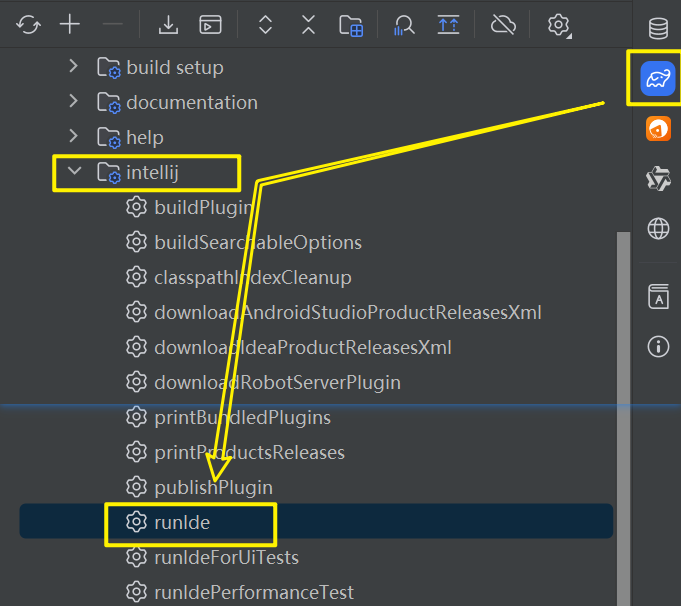 build setup
documentation
help
intellij
buildPlugin
buildSearchableOptions
classpathIndexCleanup
downloadAndroidStudioProductReleasesXml
downloadIdeaProductReleasesXml
downloadRobotServerPlugin
printBundledPlugins
printProductsReleases
publishPlugin
runIde
runIdeForUiTests
runIdePerformanceTest